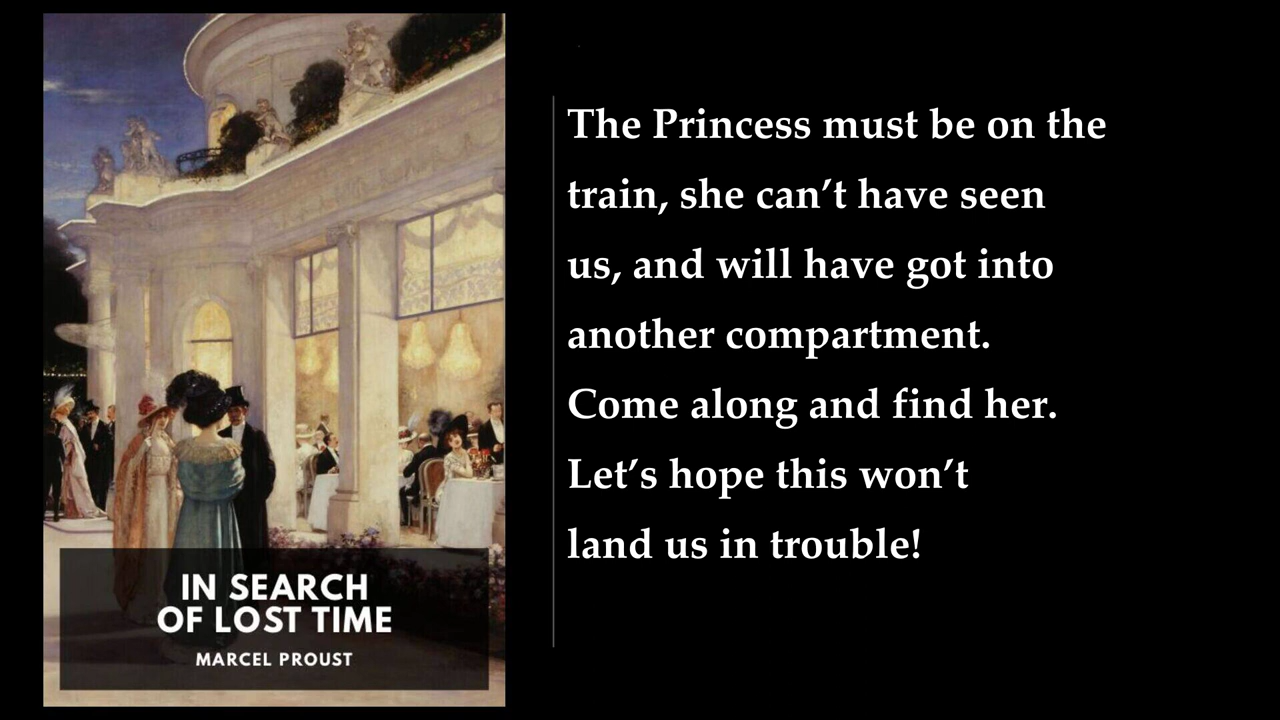 The Princess must be on the
train, she can’t have seen
us, and will have got into
another compartment.
Come along and find her.
Let’s hope this won’t
land us in trouble!
IN SEARCH
OF LOST TIME
MARCEL PROUST